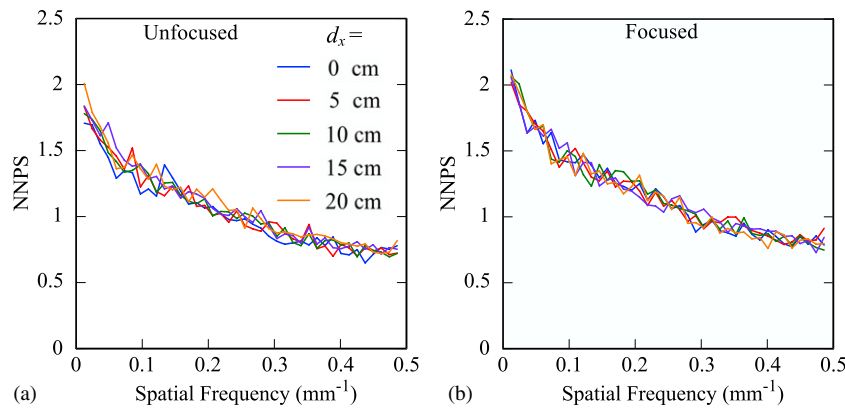 Unfocused
d_x =
0 cm
5 cm
10 cm
15 cm
20 cm
NNPS
2.5
2
1.5
1
0.5
0
0 0.1 0.2 0.3 0.4 0.5
(a) Spatial Frequency (mm⁻¹)
Focused
NNPS
2.5
2
1.5
1
0.5
0
0 0.1 0.2 0.3 0.4 0.5
(b) Spatial Frequency (mm⁻¹)